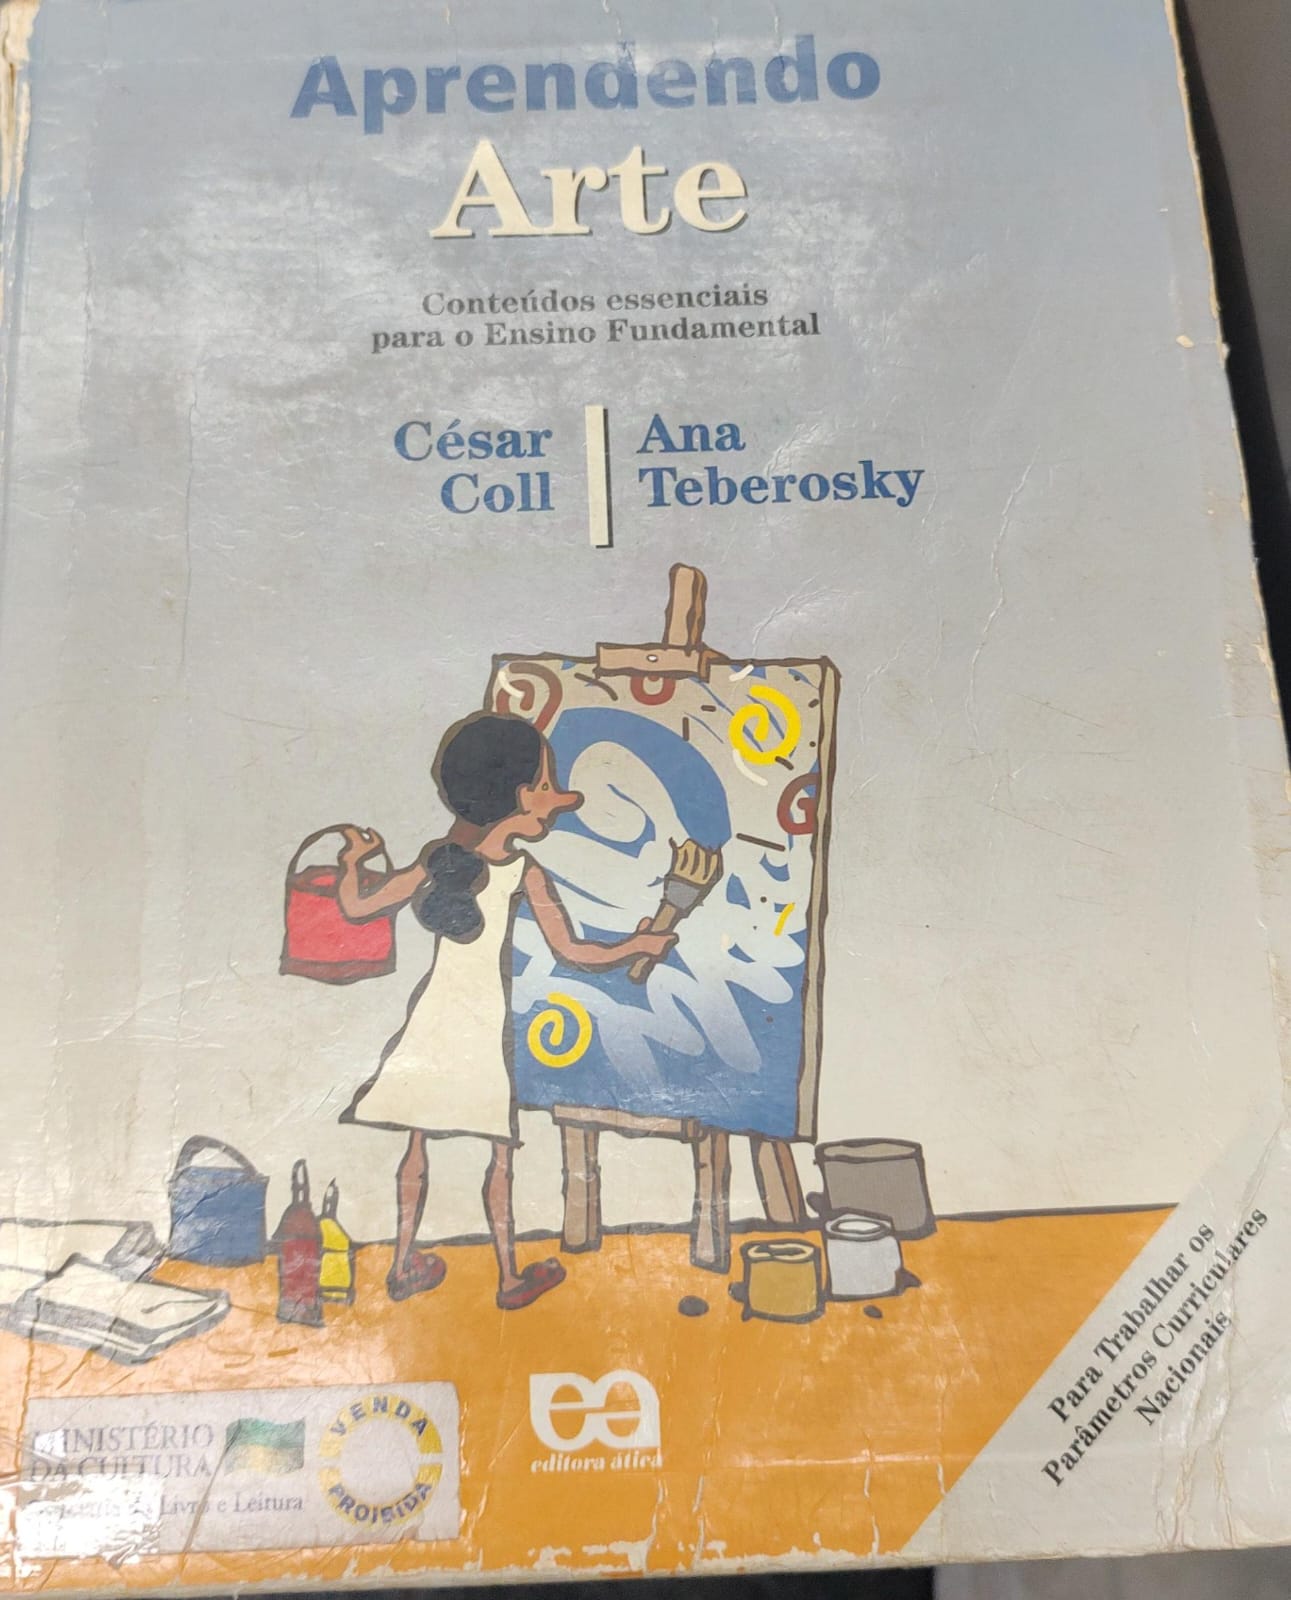 Aprendendo
Arte
Conteúdos essenciais
para o Ensino Fundamental
César
Coll
Ana
Teberosky
Para Trabalhar os
Parâmetros Curriculares
Nacionais
editora ática
MINISTÉRIO
DA CULTURA
Livro e Leitura
VENDA
PROIBIDA